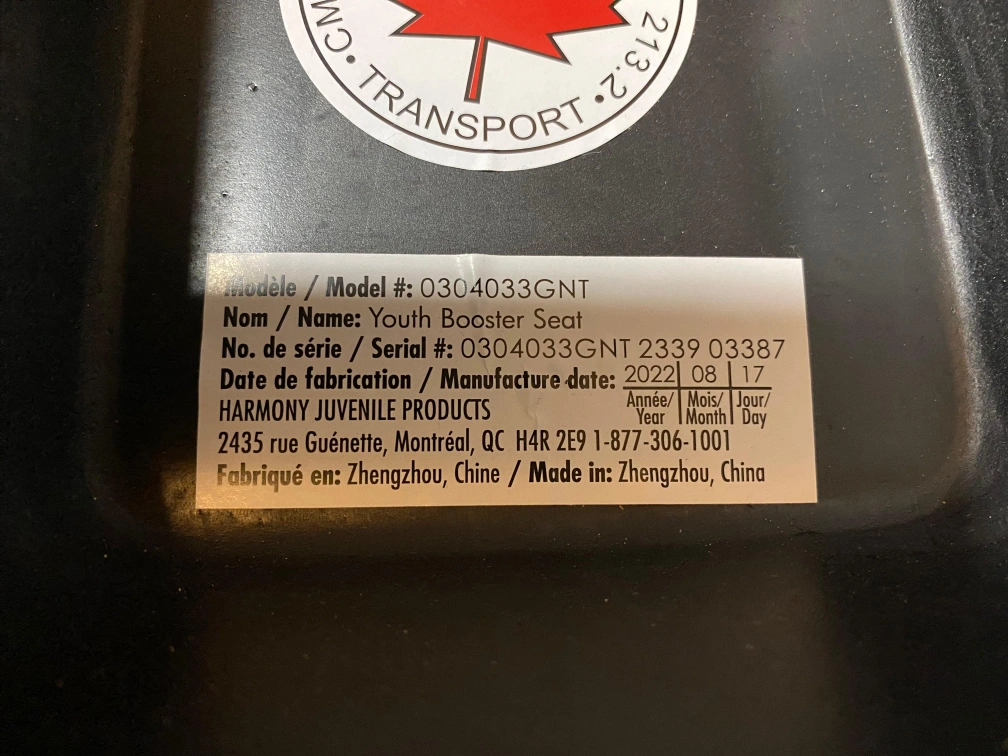 CM • TRANSPORT • 213.2
Modèle / Model #: 0304033GNT
Nom / Name: Youth Booster Seat
No. de série / Serial #: 0304033GNT 2339 03387
Date de fabrication / Manufacture date: 2022 | 08 | 17
Année/ Year | Mois/ Month | Jour/ Day
HARMONY JUVENILE PRODUCTS
2435 rue Guénette, Montréal, QC H4R 2E9 1-877-306-1001
Fabriqué en: Zhengzhou, Chine / Made in: Zhengzhou, China